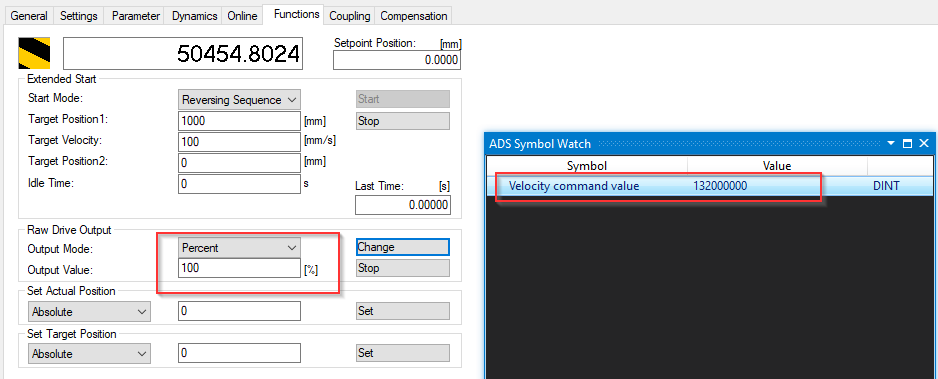 General Settings Parameter Dynamics Online Functions Coupling Compensation
50454.8024
Setpoint Position: [mm]
0.0000
Extended Start
Start Mode: Reversing Sequence Start
Target Position1: 1000 [mm] Stop
Target Velocity: 100 [mm/s]
Target Position2: 0 [mm]
Idle Time: 0 s Last Time: [s]
0.00000
Raw Drive Output
Output Mode: Percent Change
Output Value: 100 [%] Stop
Set Actual Position
Absolute 0 Set
Set Target Position
Absolute 0 Set
ADS Symbol Watch
Symbol Value
Velocity command value 132000000 DINT